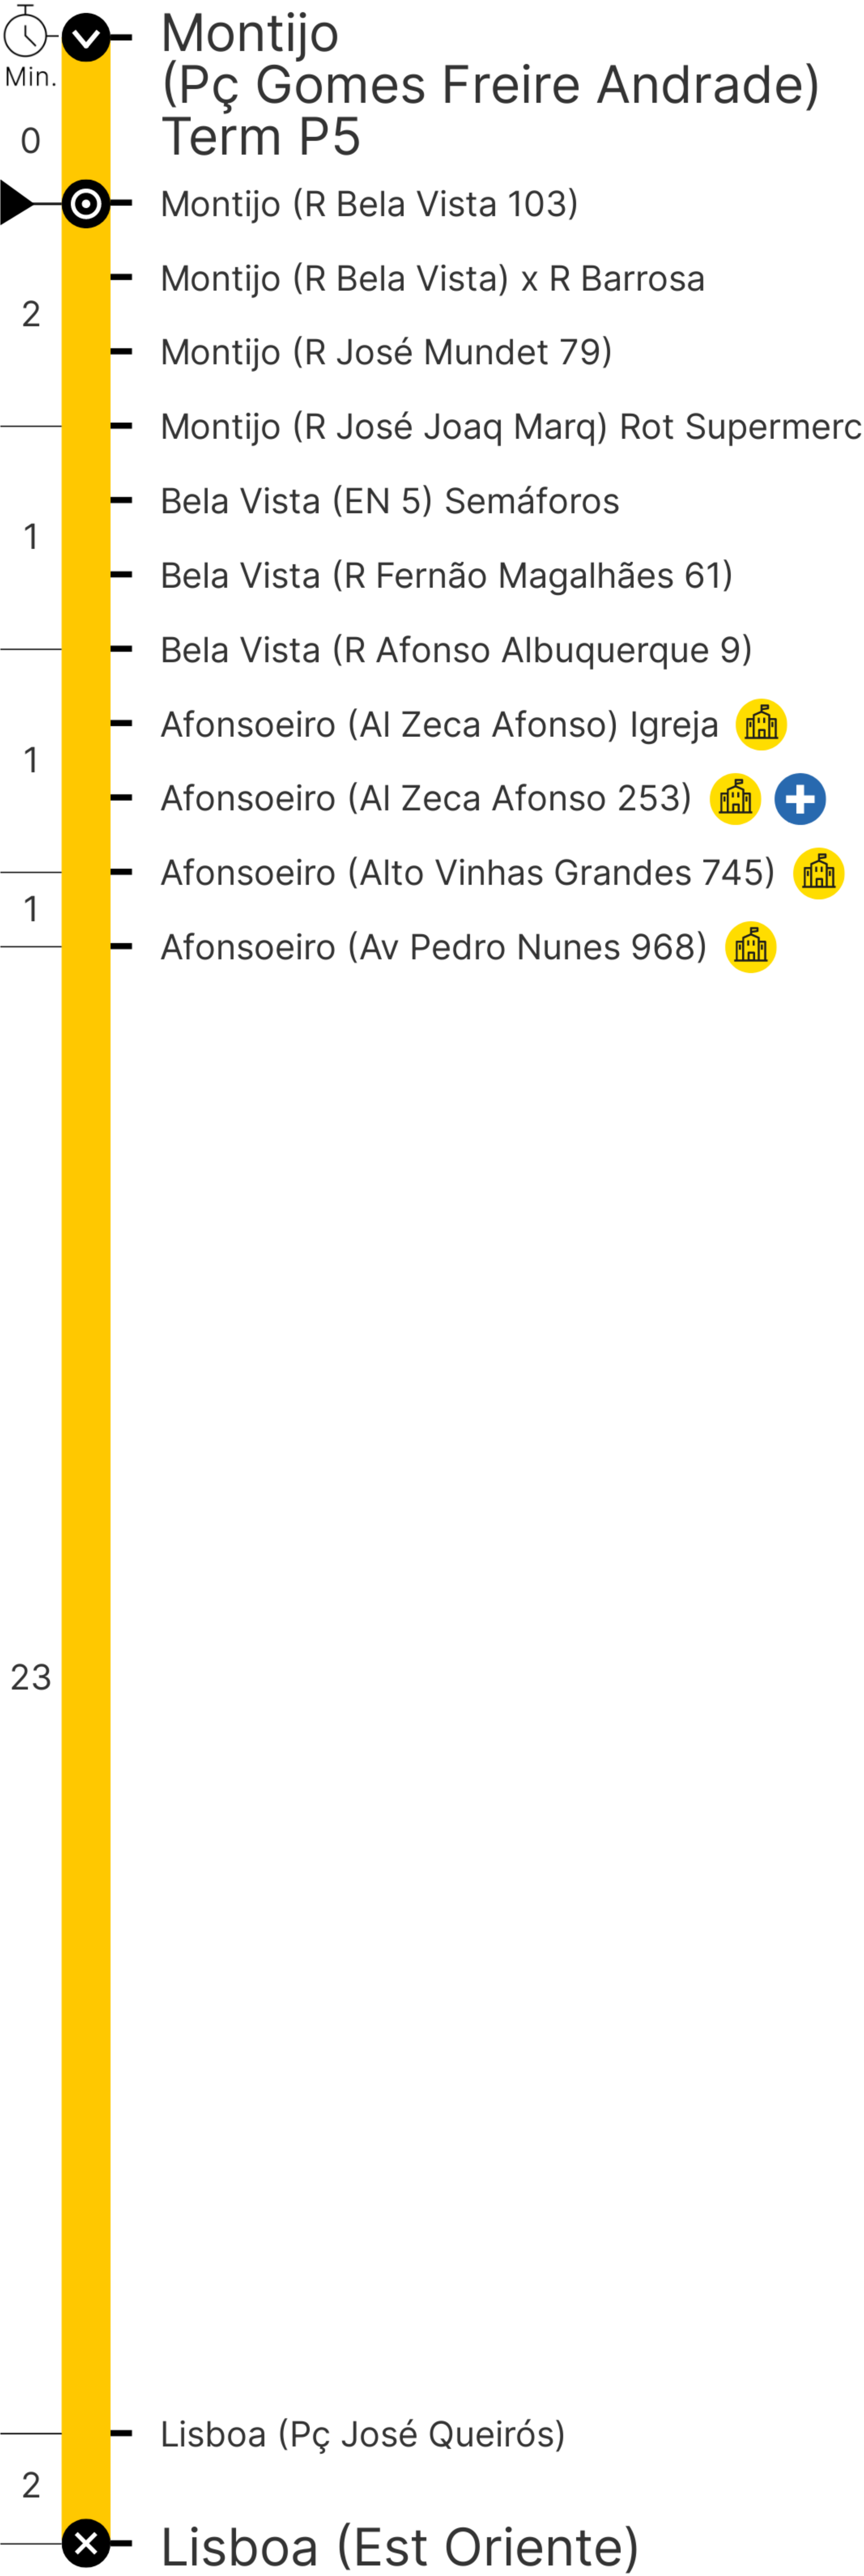 Montijo
(Pç Gomes Freire Andrade)
Term P5
Min.
0
Montijo (R Bela Vista 103)
Montijo (R Bela Vista) x R Barrosa
2
Montijo (R José Mundet 79)
Montijo (R José Joaq Marq) Rot Supermerc
Bela Vista (EN 5) Semáforos
1
Bela Vista (R Fernão Magalhães 61)
Bela Vista (R Afonso Albuquerque 9)
Afonsoeiro (Al Zeca Afonso) Igreja
1
Afonsoeiro (Al Zeca Afonso 253)
Afonsoeiro (Alto Vinhas Grandes 745)
1
Afonsoeiro (Av Pedro Nunes 968)
23
Lisboa (Pç José Queirós)
2
Lisboa (Est Oriente)